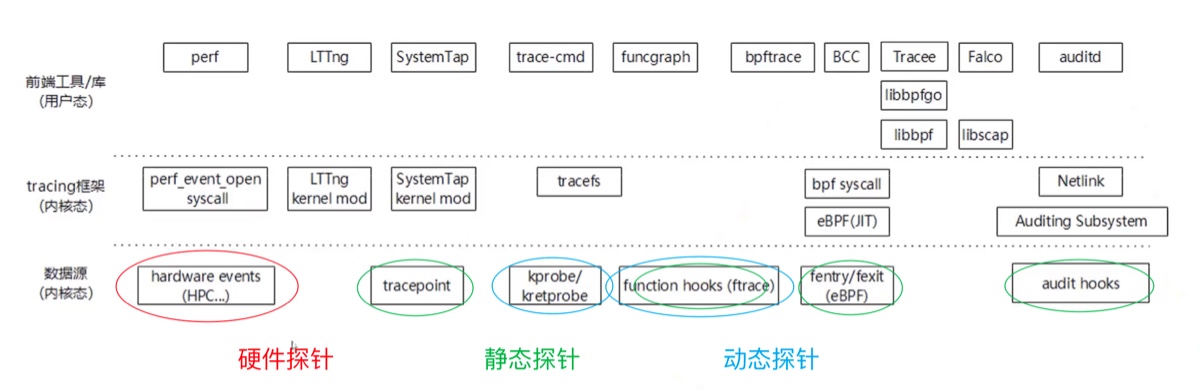 perf
LTTng
SystemTap
trace-cmd
funcgraph
bpftrace
BCC
Tracee
Falco
auditd
前端工具/库
(用户态)
libbpfgo
libbpf
libscap
tracing框架
(内核态)
perf_event_open
syscall
LTTng
kernel mod
SystemTap
kernel mod
tracefs
bpf syscall
eBPF(JIT)
Netlink
Auditing Subsystem
数据源
(内核态)
hardware events
(HPC...)
tracepoint
kprobe/
kretprobe
function hooks (ftrace)
fentry/fexit
(eBPF)
audit hooks
硬件探针
静态探针
动态探针